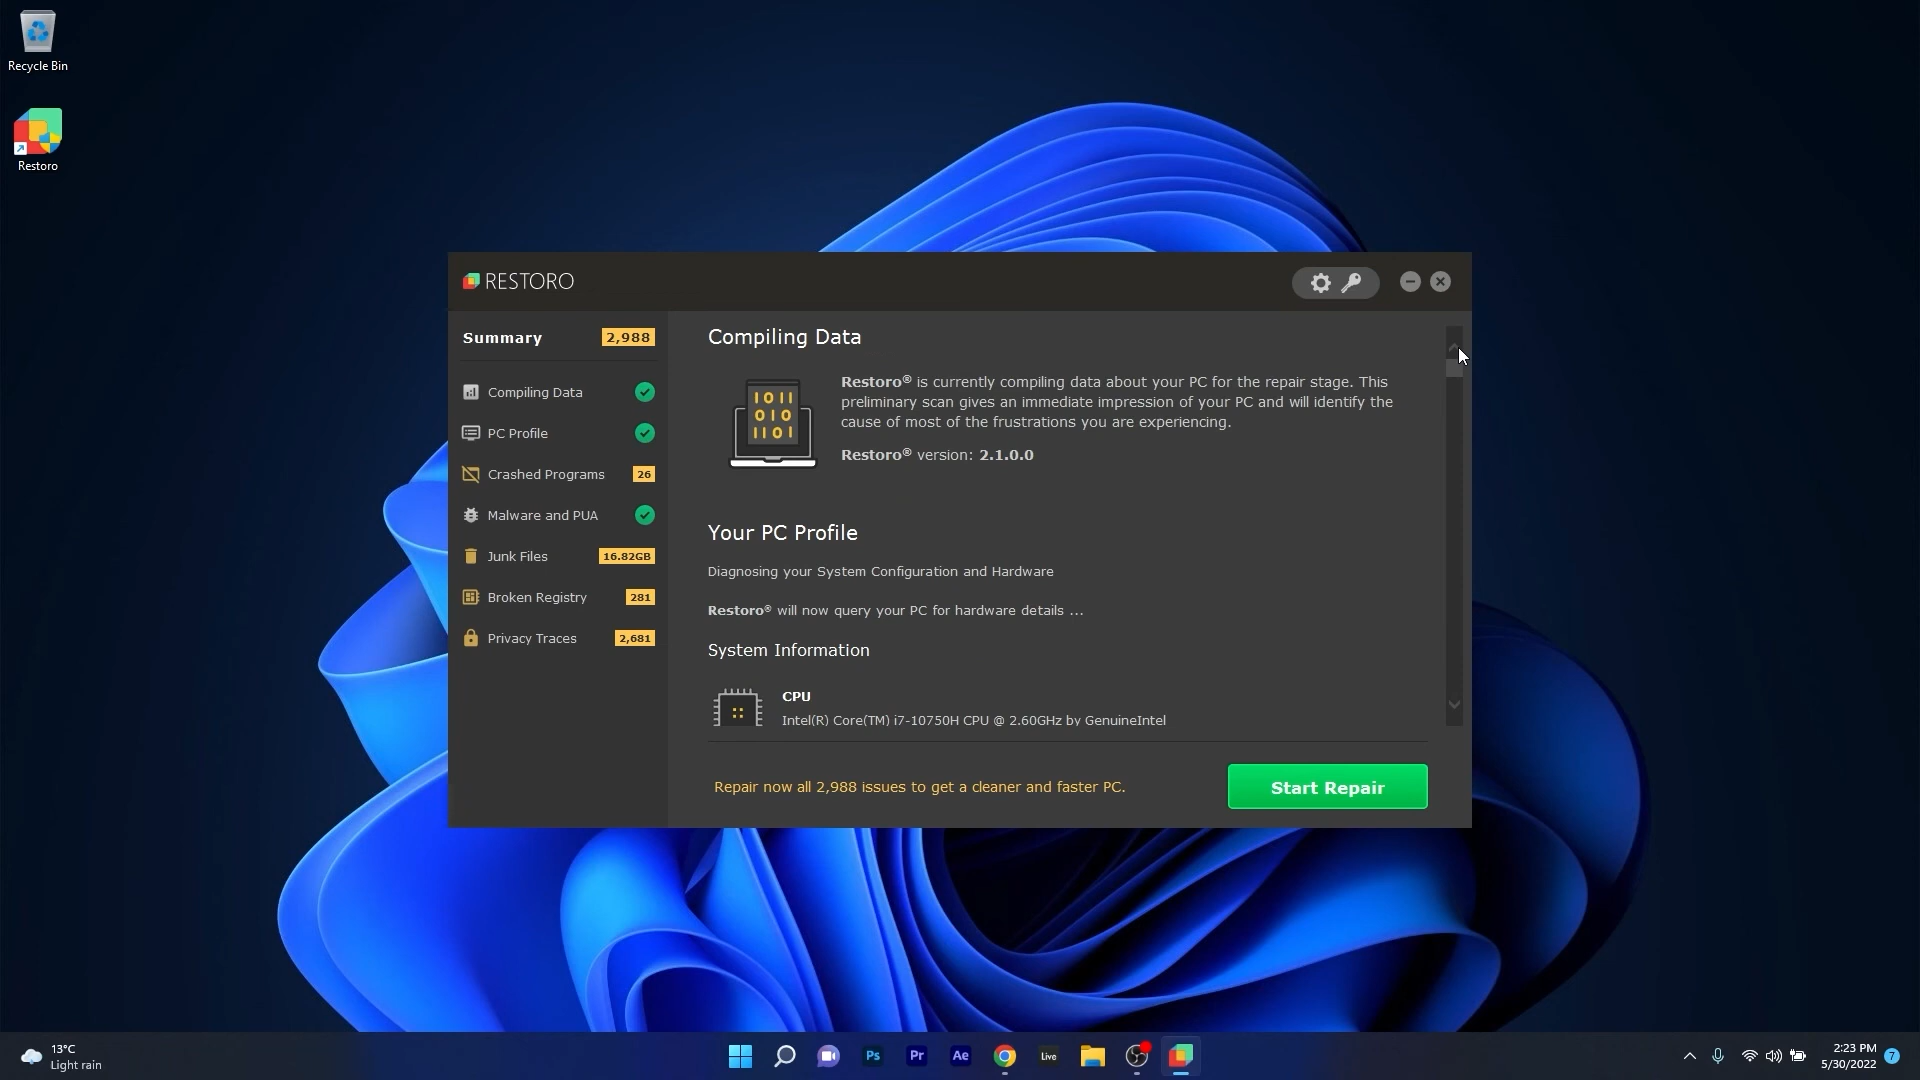 Recycle Bin
Restoro
RESTORO
Summary 2,988
Compiling Data
PC Profile
Crashed Programs 26
Malware and PUA
Junk Files 16.82GB
Broken Registry 281
Privacy Traces 2,681
Compiling Data
1011
010
1101
Restoro® is currently compiling data about your PC for the repair stage. This
preliminary scan gives an immediate impression of your PC and will identify the
cause of most of the frustrations you are experiencing.
Restoro® version: 2.1.0.0
Your PC Profile
Diagnosing your System Configuration and Hardware
Restoro® will now query your PC for hardware details ...
System Information
CPU
Intel(R) Core(TM) i7-10750H CPU @ 2.60GHz by GenuineIntel
Repair now all 2,988 issues to get a cleaner and faster PC.
Start Repair
13°C
Light rain
Ps
Pr
Ae
Live
2:23 PM
5/30/2022
7